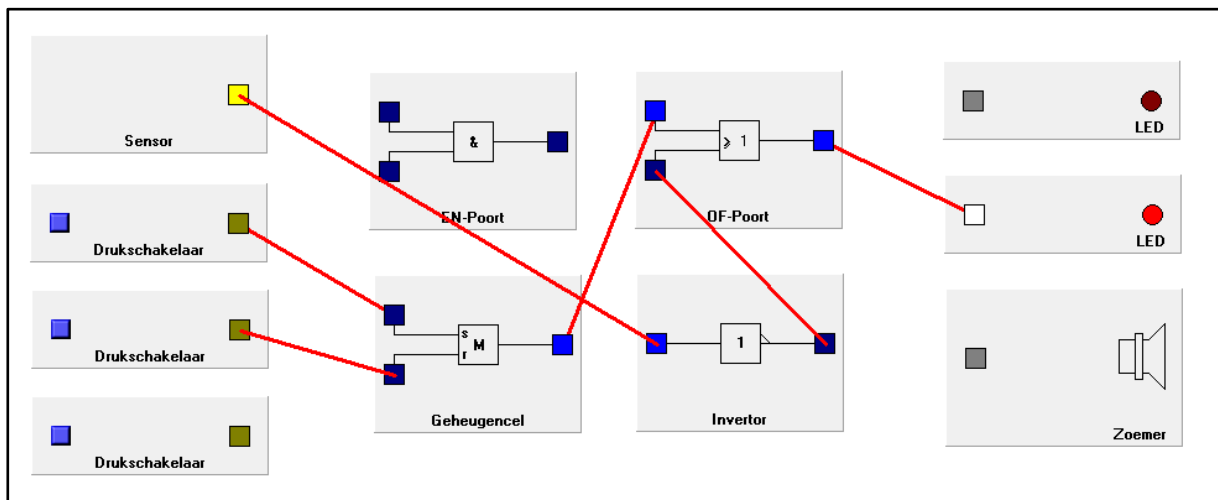 Sensor
Drukschakelaar
Drukschakelaar
Drukschakelaar
&
EN-Poort
s
r
M
Geheugencel
≥ 1
OF-Poort
1
Invertor
LED
LED
Zoemer